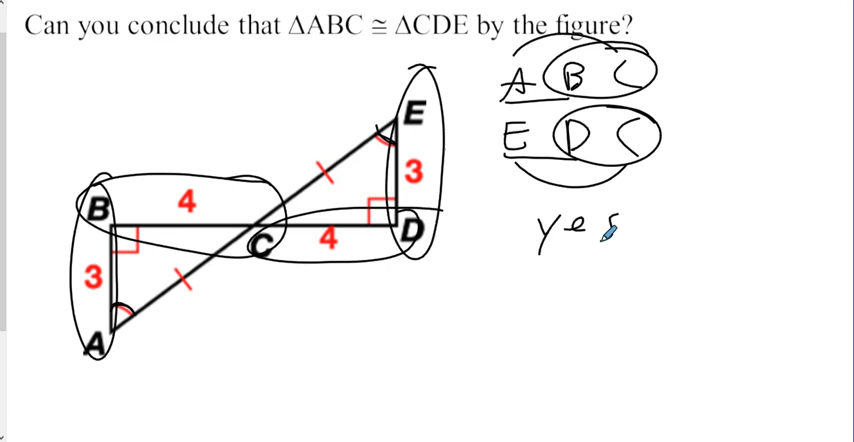 Can you conclude that ΔABC ≅ ΔCDE by the figure?
A B C
E D C
yes
E
3
4
B
D
C
4
3
A